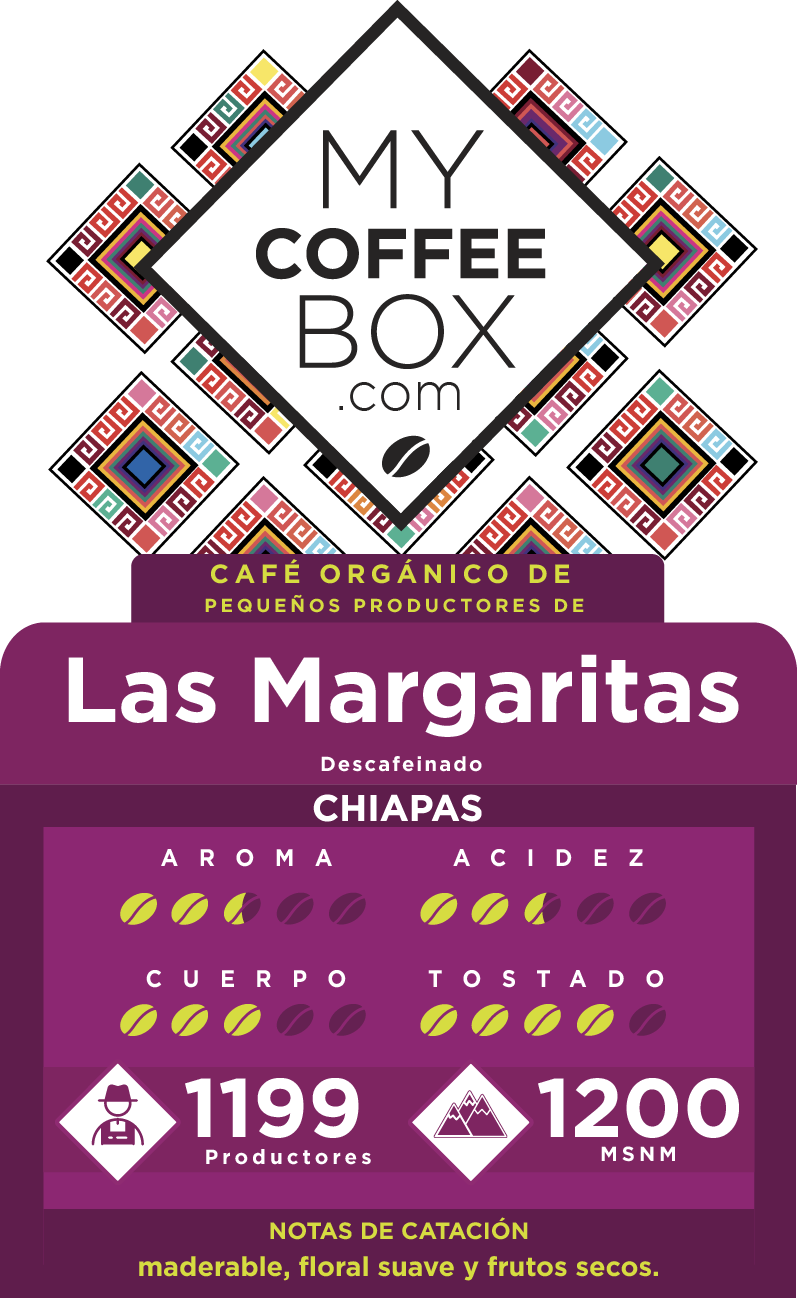 MY
COFFEE
BOX
.com
CAFÉ ORGÁNICO DE
PEQUEÑOS PRODUCTORES DE
Las Margaritas
Descafeinado
CHIAPAS
AROMA
ACIDEZ
CUERPO
TOSTADO
1199
Productores
1200
MSNM
NOTAS DE CATACIÓN
maderable, floral suave y frutos secos.